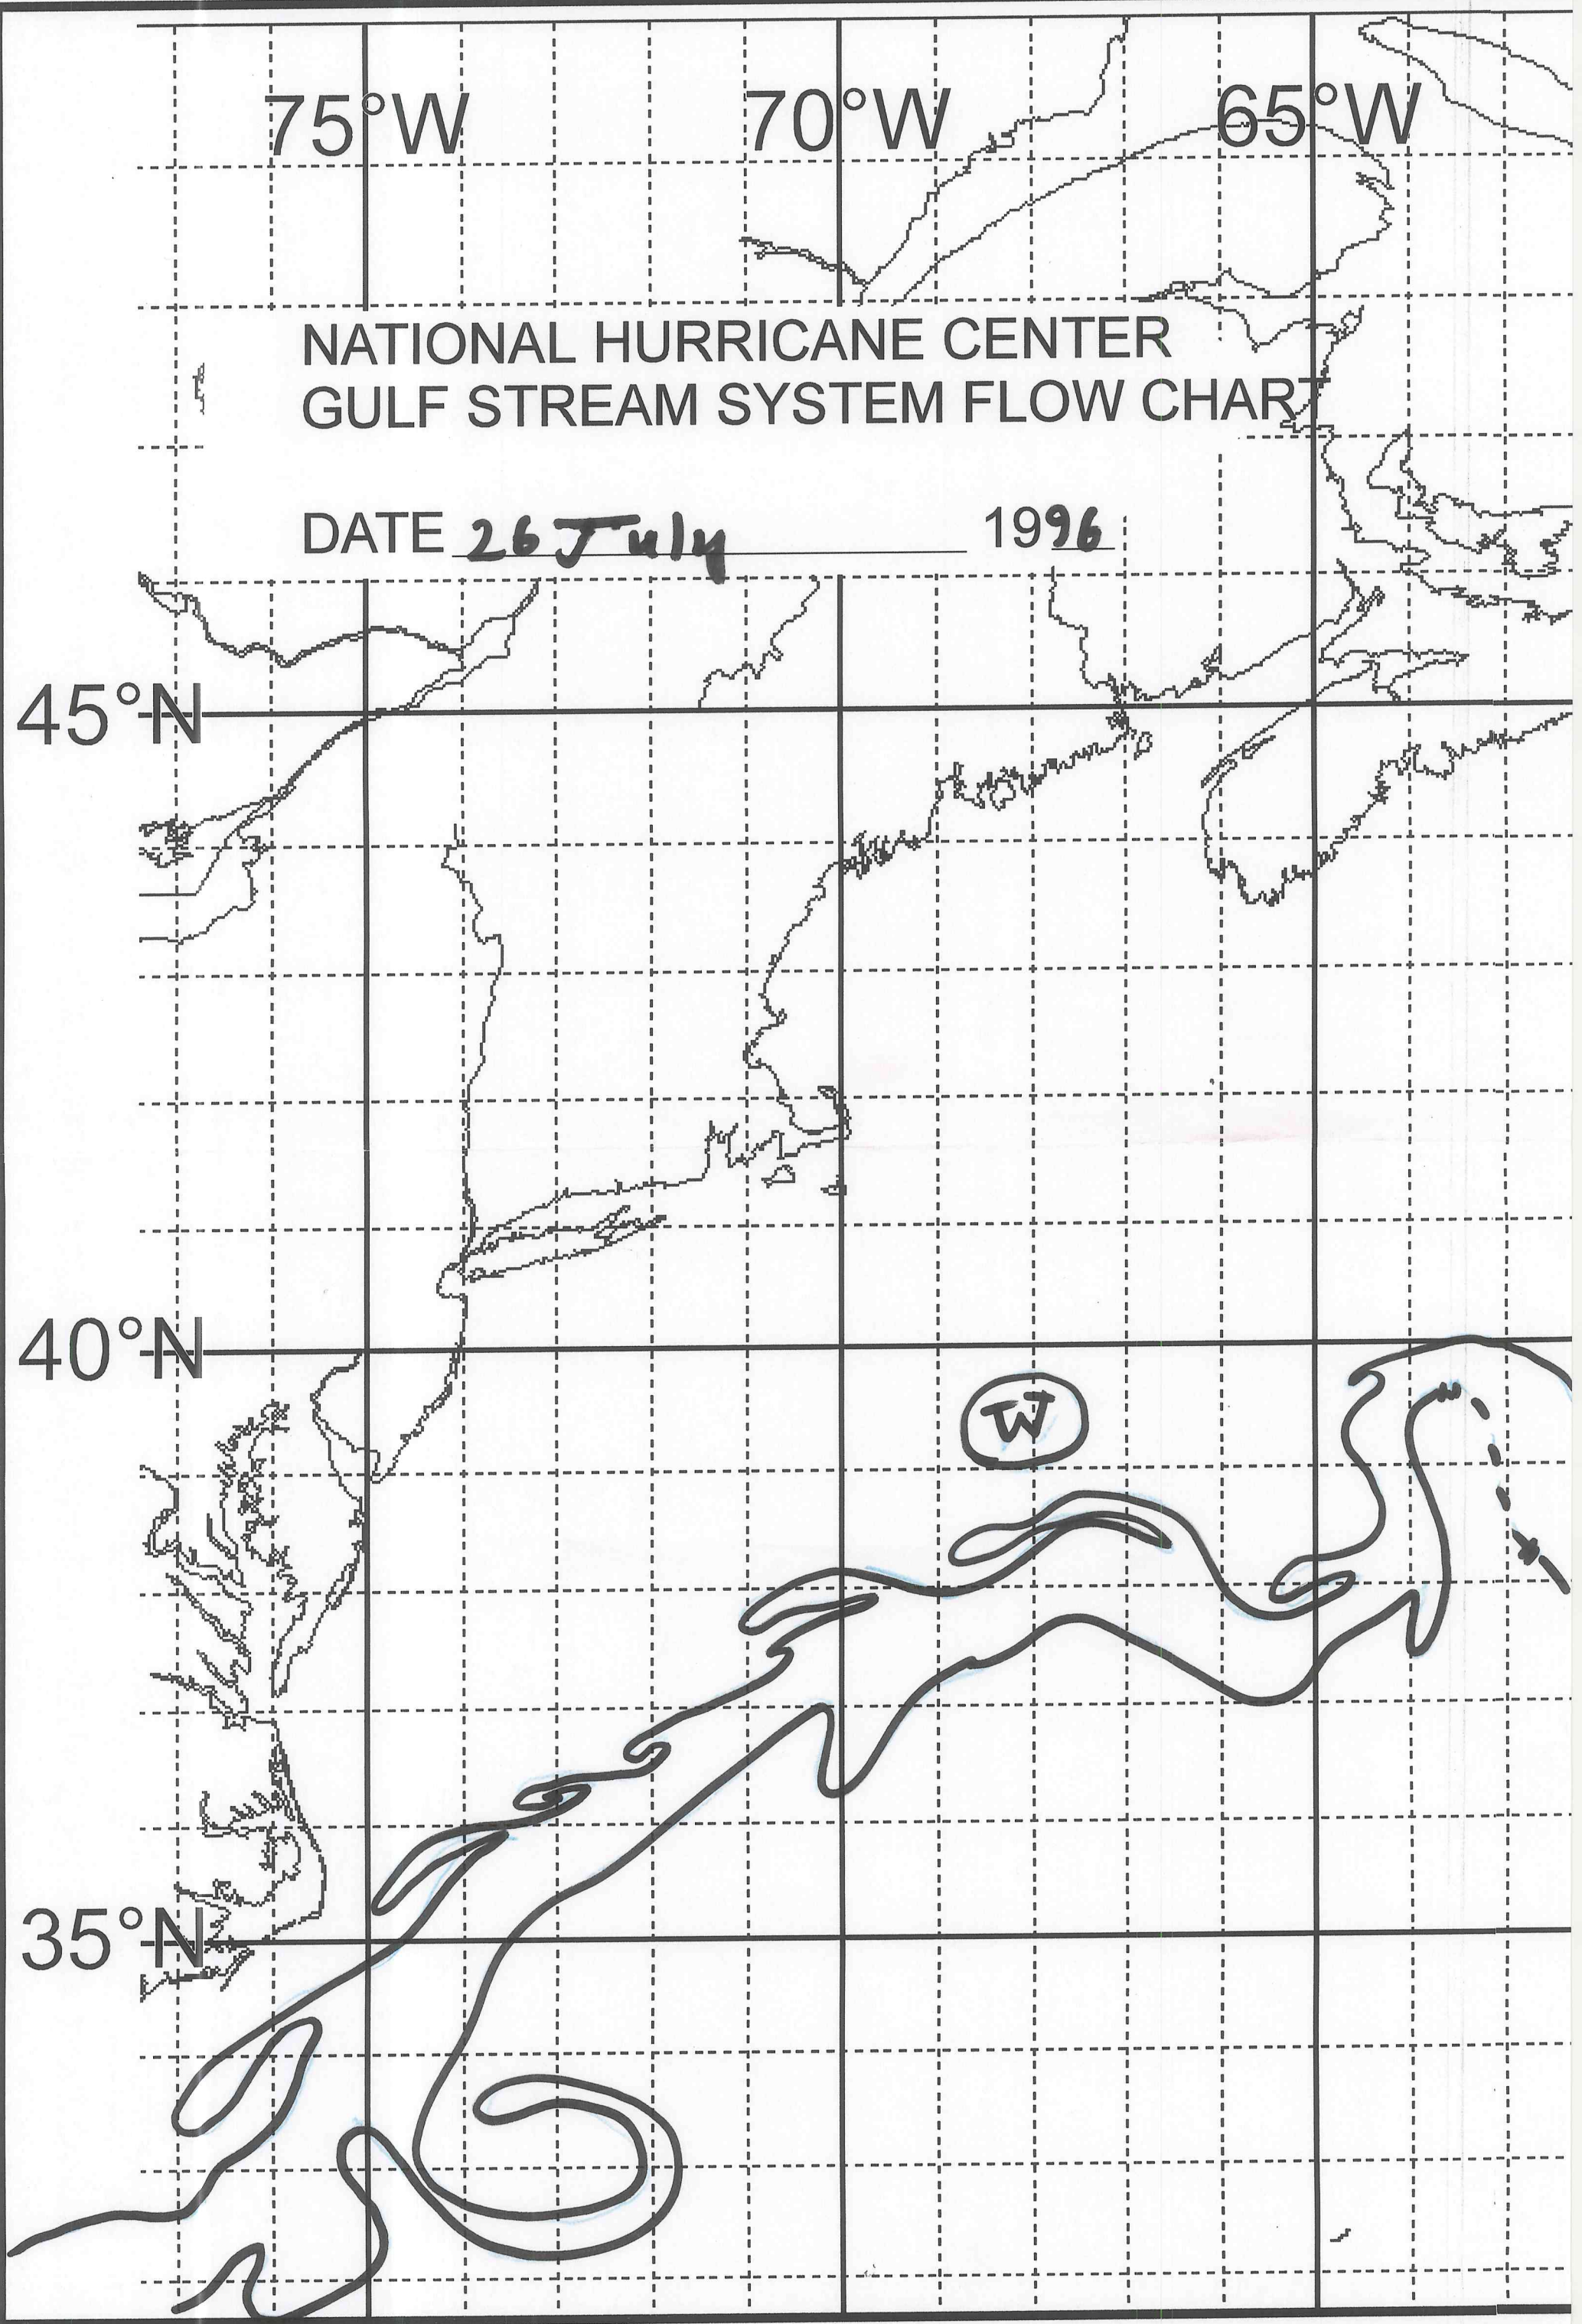 75°W 70°W 65°W
NATIONAL HURRICANE CENTER
GULF STREAM SYSTEM FLOW CHART
DATE 26 July 1996
45°N
40°N
W
35°N